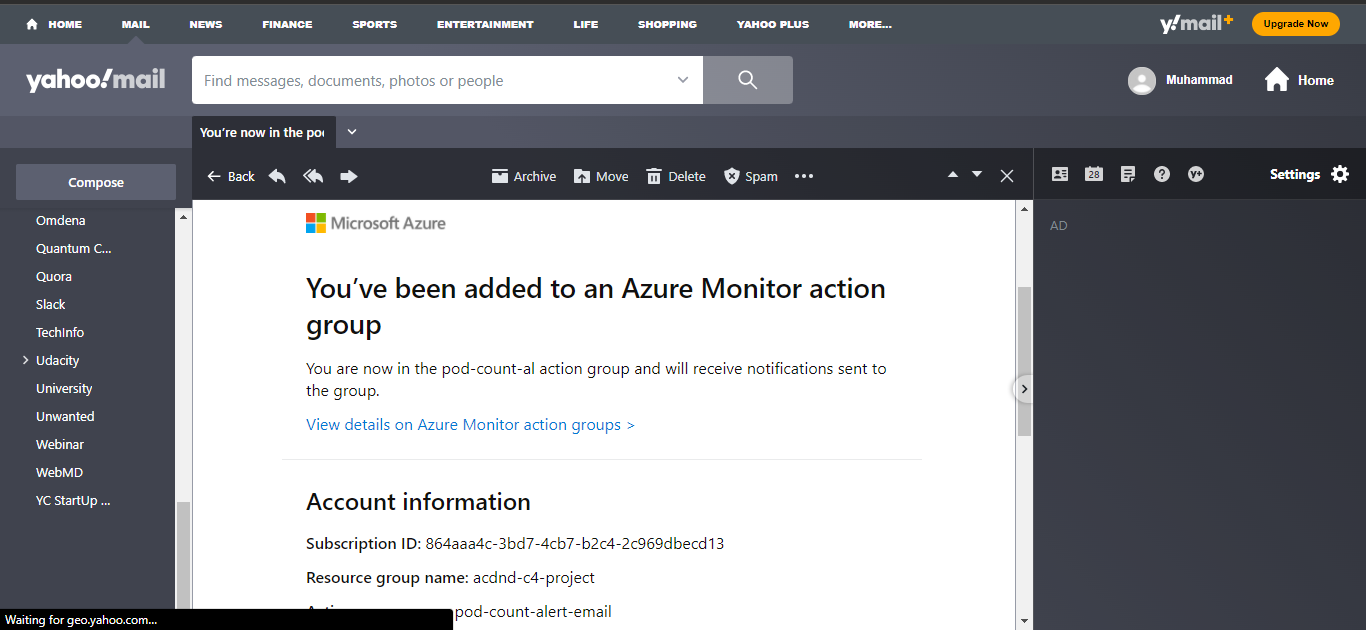 HOME MAIL NEWS FINANCE SPORTS ENTERTAINMENT LIFE SHOPPING YAHOO PLUS MORE... y!mail+ Upgrade Now
yahoo!mail Find messages, documents, photos or people Muhammad Home
You're now in the pod
Compose Back Archive Move Delete Spam 28 y+ Settings
Omdena
Quantum C...
Quora
Slack
TechInfo
Udacity
University
Unwanted
Webinar
WebMD
YC StartUp ...
Microsoft Azure
You've been added to an Azure Monitor action
group
You are now in the pod-count-al action group and will receive notifications sent to
the group.
View details on Azure Monitor action groups >
Account information
Subscription ID: 864aaa4c-3bd7-4cb7-b2c4-2c969dbecd13
Resource group name: acdnd-c4-project
pod-count-alert-email
AD
Waiting for geo.yahoo.com...